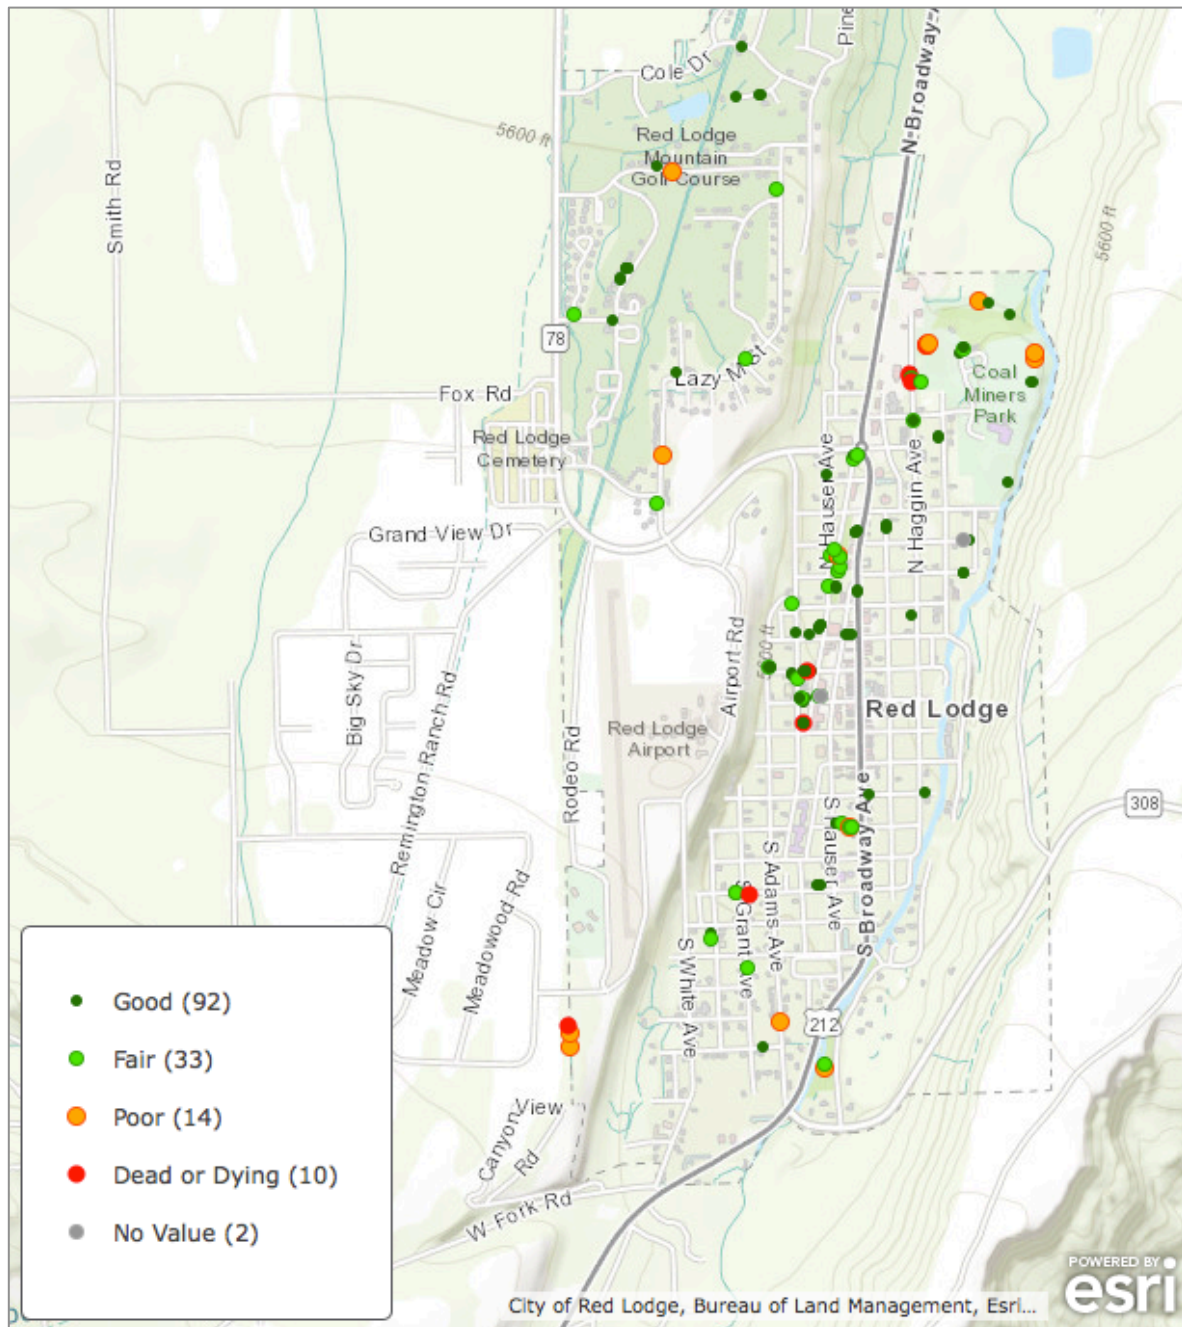 Pine
Cole Dr
N Broadway A
5600 ft
Red Lodge
Mountain
Golf Course
Smith Rd
5600 ft
78
Lazy M St
Fox Rd
Coal
Miners
Park
Red Lodge
Cemetery
N Hauser Ave
N Haggin Ave
Grand View Dr
Airport Rd
5600 ft
Big Sky Dr
Remington Ranch Rd
Rodeo Rd
Red Lodge
Airport
Red Lodge
308
S Hauser Ave
S Broadway Ave
S Adams Ave
S Grant Ave
S White Ave
Meadow Cir
Meadowood Rd
212
Canyon View
Rd
W Fork Rd
Good (92)
Fair (33)
Poor (14)
Dead or Dying (10)
No Value (2)
POWERED BY
esri
City of Red Lodge, Bureau of Land Management, Esri...